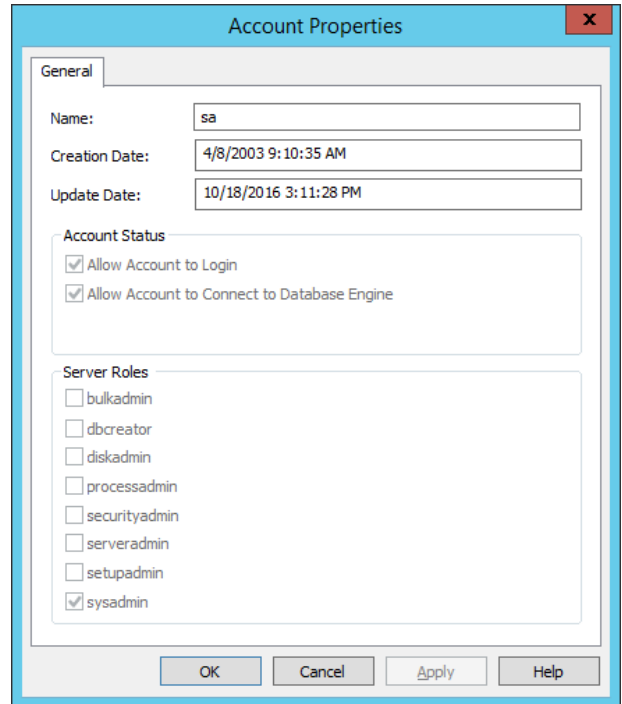 Account Properties
x
General
Name: sa
Creation Date: 4/8/2003 9:10:35 AM
Update Date: 10/18/2016 3:11:28 PM
Account Status
Allow Account to Login
Allow Account to Connect to Database Engine
Server Roles
bulkadmin
dbcreator
diskadmin
processadmin
securityadmin
serveradmin
setupadmin
sysadmin
OK Cancel Apply Help